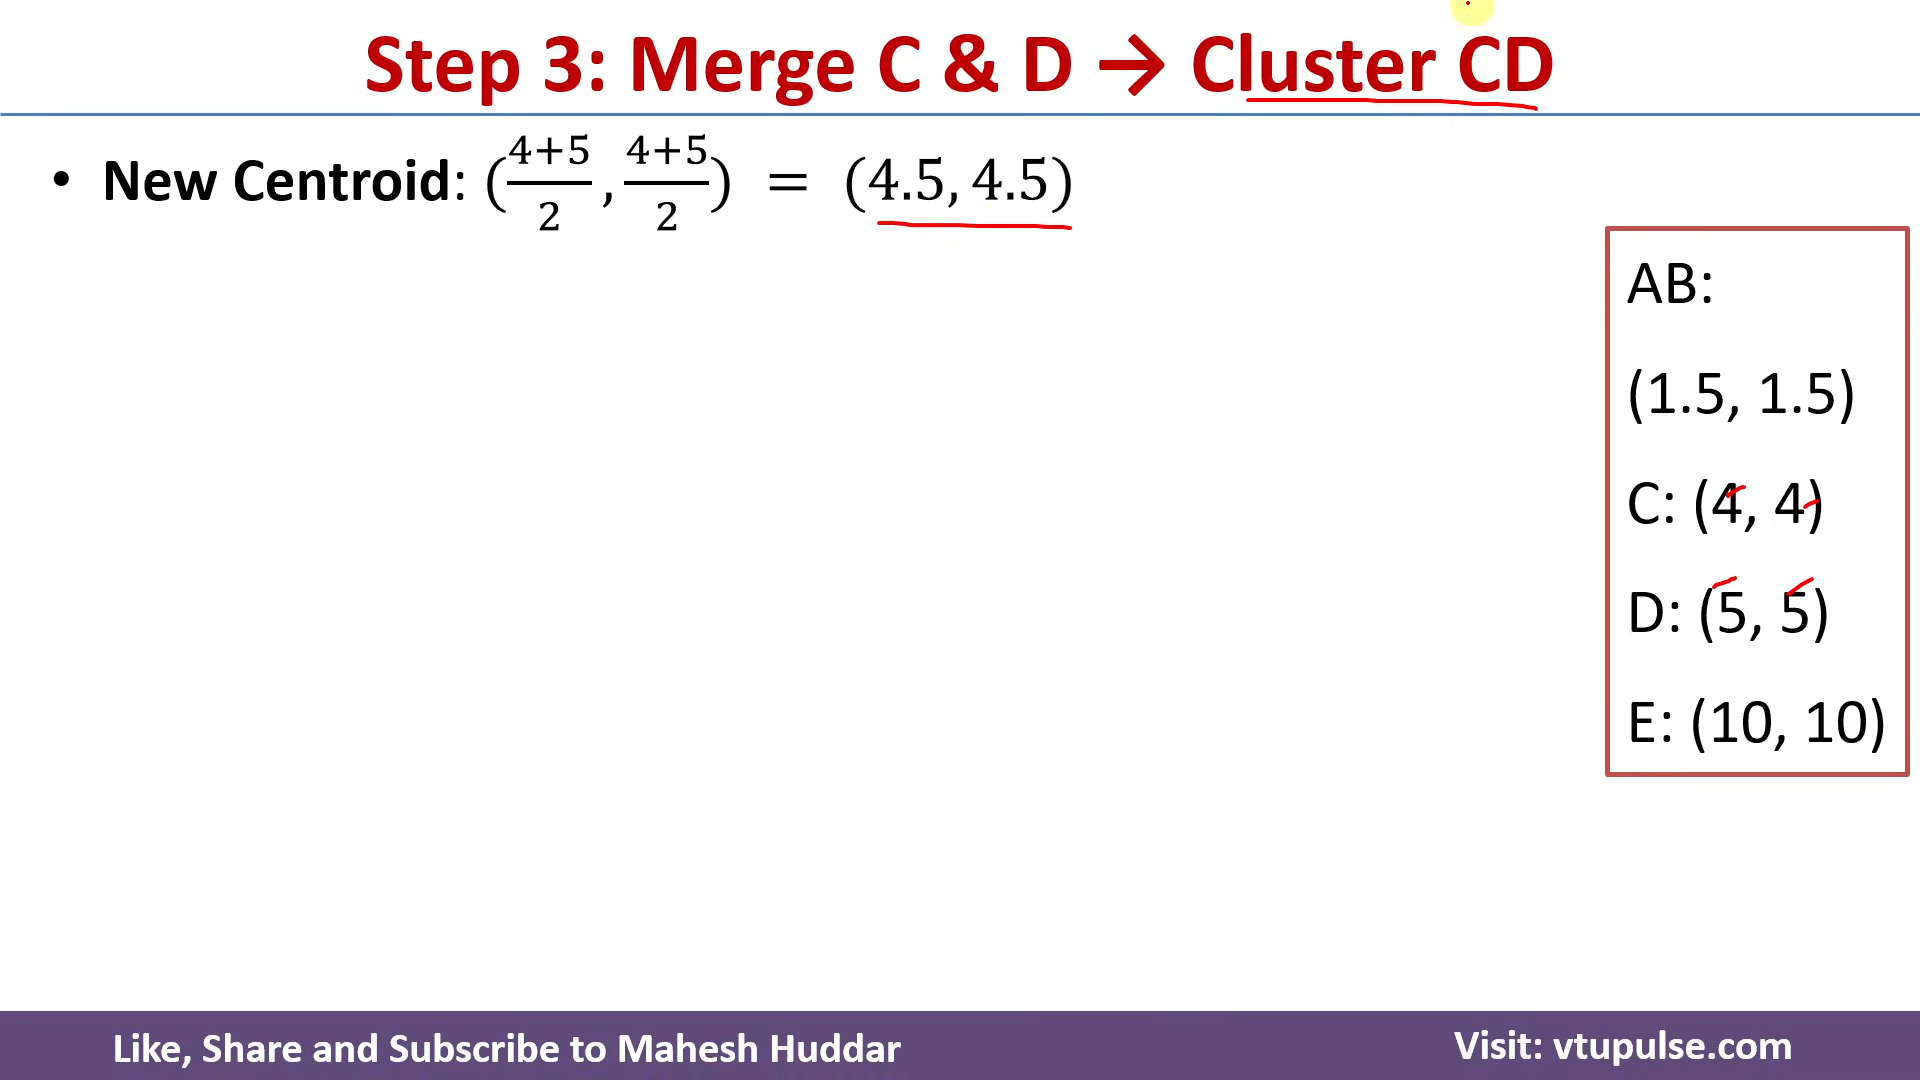 Step 3: Merge C & D → Cluster CD
• New Centroid: (4+5/2, 4+5/2) = (4.5, 4.5)
AB:
(1.5, 1.5)
C: (4, 4)
D: (5, 5)
E: (10, 10)
Like, Share and Subscribe to Mahesh Huddar
Visit: vtupulse.com